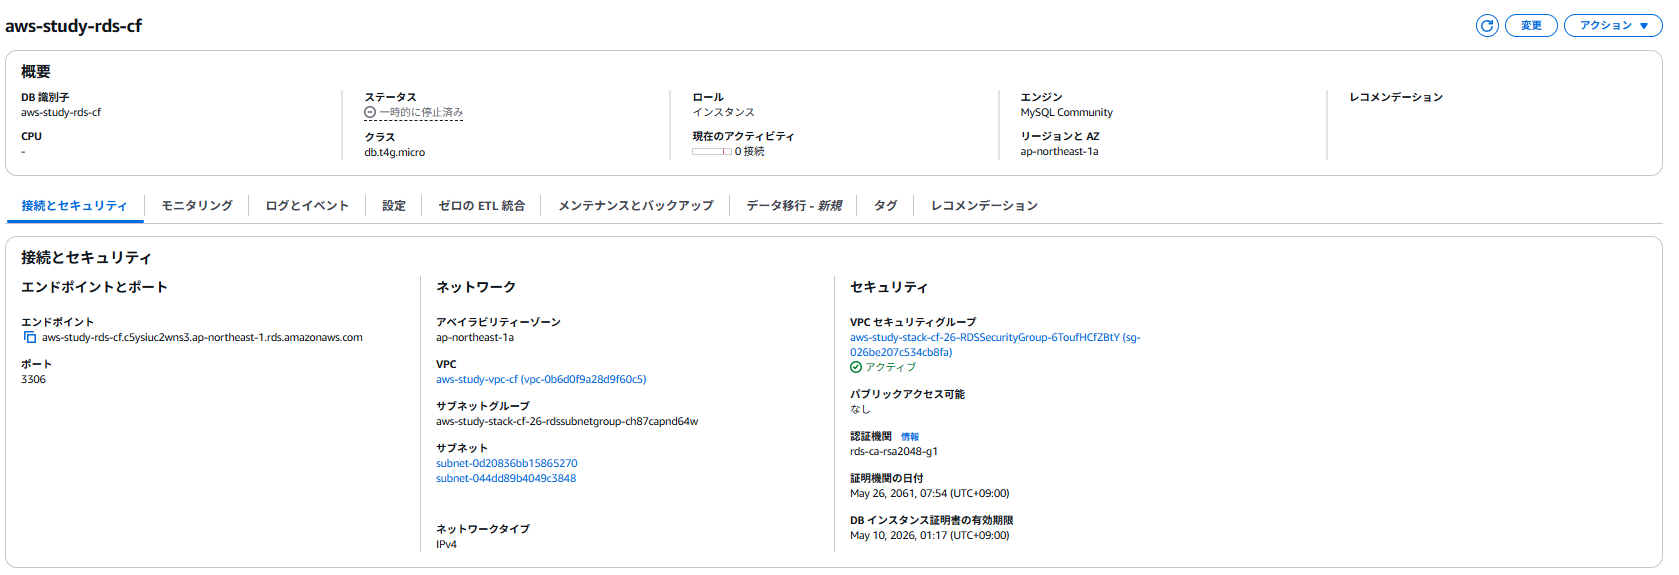 aws-study-rds-cf
変更
アクション
概要
DB 識別子
aws-study-rds-cf
CPU
-
ステータス
一時的に停止済み
クラス
db.t4g.micro
ロール
インスタンス
現在のアクティビティ
0 接続
エンジン
MySQL Community
リージョンと AZ
ap-northeast-1a
レコメンデーション
接続とセキュリティ
モニタリング
ログとイベント
設定
ゼロの ETL 統合
メンテナンスとバックアップ
データ移行 - 新規
タグ
レコメンデーション
接続とセキュリティ
エンドポイントとポート
エンドポイント
aws-study-rds-cf.c5ysiuc2wns3.ap-northeast-1.rds.amazonaws.com
ポート
3306
ネットワーク
アベイラビリティーゾーン
ap-northeast-1a
VPC
aws-study-vpc-cf (vpc-0b6d0f9a28d9f60c5)
サブネットグループ
aws-study-stack-cf-26-rdssubnetgroup-ch87capnd64w
サブネット
subnet-0d20836bb15865270
subnet-044dd89b4049c3848
ネットワークタイプ
IPv4
セキュリティ
VPC セキュリティグループ
aws-study-stack-cf-26-RDSSecurityGroup-6ToufHCfZBtY (sg-
026be207c534cb8fa)
アクティブ
パブリックアクセス可能
なし
認証機関 情報
rds-ca-rsa2048-g1
証明機関の日付
May 26, 2061, 07:54 (UTC+09:00)
DB インスタンス証明書の有効期限
May 10, 2026, 01:17 (UTC+09:00)